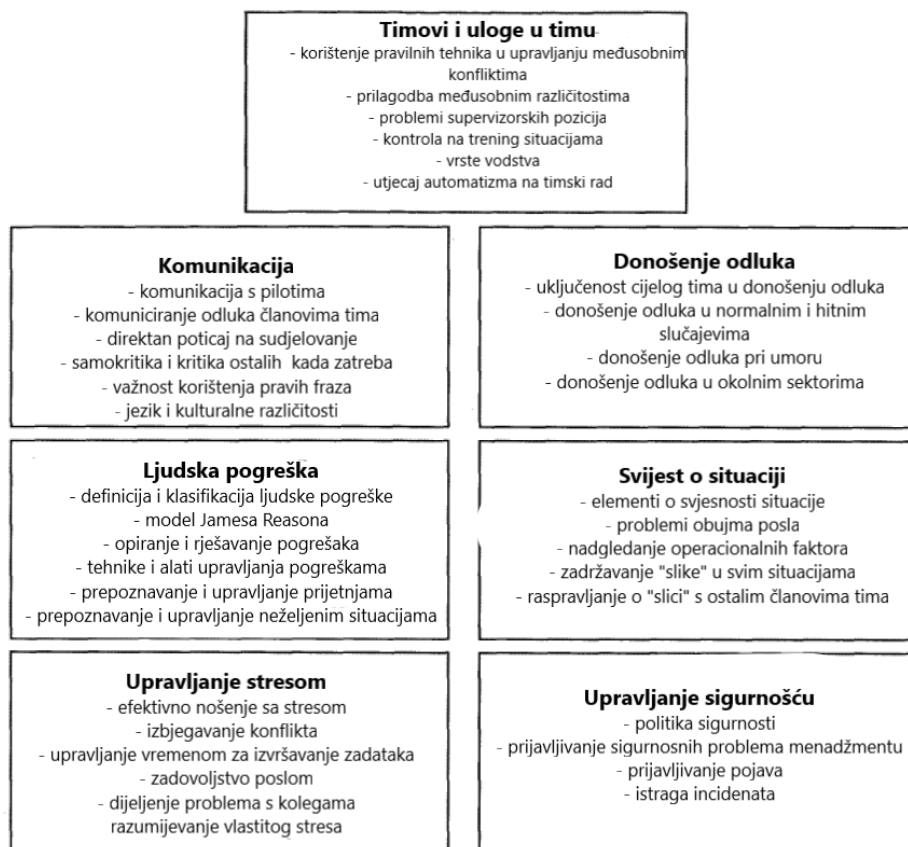 Timovi i uloge u timu
- korištenje pravilnih tehnika u upravljanju međusobnim
konfliktima
- prilagodba međusobnim različitostima
- problemi supervizorskih pozicija
- kontrola na trening situacijama
- vrste vodstva
- utjecaj automatizma na timski rad
Komunikacija
- komunikacija s pilotima
- komuniciranje odluka članovima tima
- direktan poticaj na sudjelovanje
- samokritika i kritika ostalih kada zatreba
- važnost korištenja pravih fraza
- jezik i kulturalne različitosti
Donošenje odluka
- uključenost cijelog tima u donošenju odluka
- donošenje odluka u normalnim i hitnim
slučajevima
- donošenje odluka pri umoru
- donošenje odluka u okolnim sektorima
Ljudska pogreška
- definicija i klasifikacija ljudske pogreške
- model Jamesa Reasona
- opiranje i rješavanje pogrešaka
- tehnike i alati upravljanja pogreškama
- prepoznavanje i upravljanje prijetnjama
- prepoznavanje i upravljanje neželjenim situacijama
Svijest o situaciji
- elementi o svjesnosti situacije
- problemi obujma posla
- nadgledanje operacionalnih faktora
- zadržavanje "slike" u svim situacijama
- raspravljanje o "slici" s ostalim članovima tima
Upravljanje stresom
- efektivno nošenje sa stresom
- izbjegavanje konflikta
- upravljanje vremenom za izvršavanje zadataka
- zadovoljstvo poslom
- dijeljenje problema s kolegama
razumijevanje vlastitog stresa
Upravljanje sigurnošću
- politika sigurnosti
- prijavljivanje sigurnosnih problema menadžmentu
- prijavljivanje pojava
- istraga incidenata